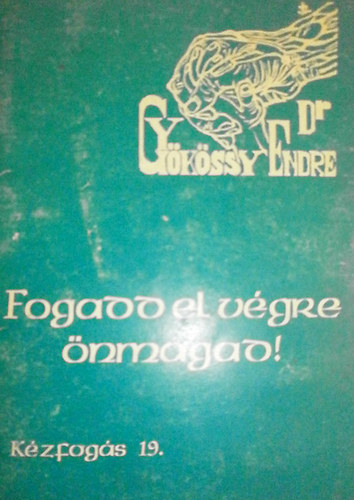 Dr
Gyökössy Endre
Fogadd el végre
önmagad!
Kézfogás 19.